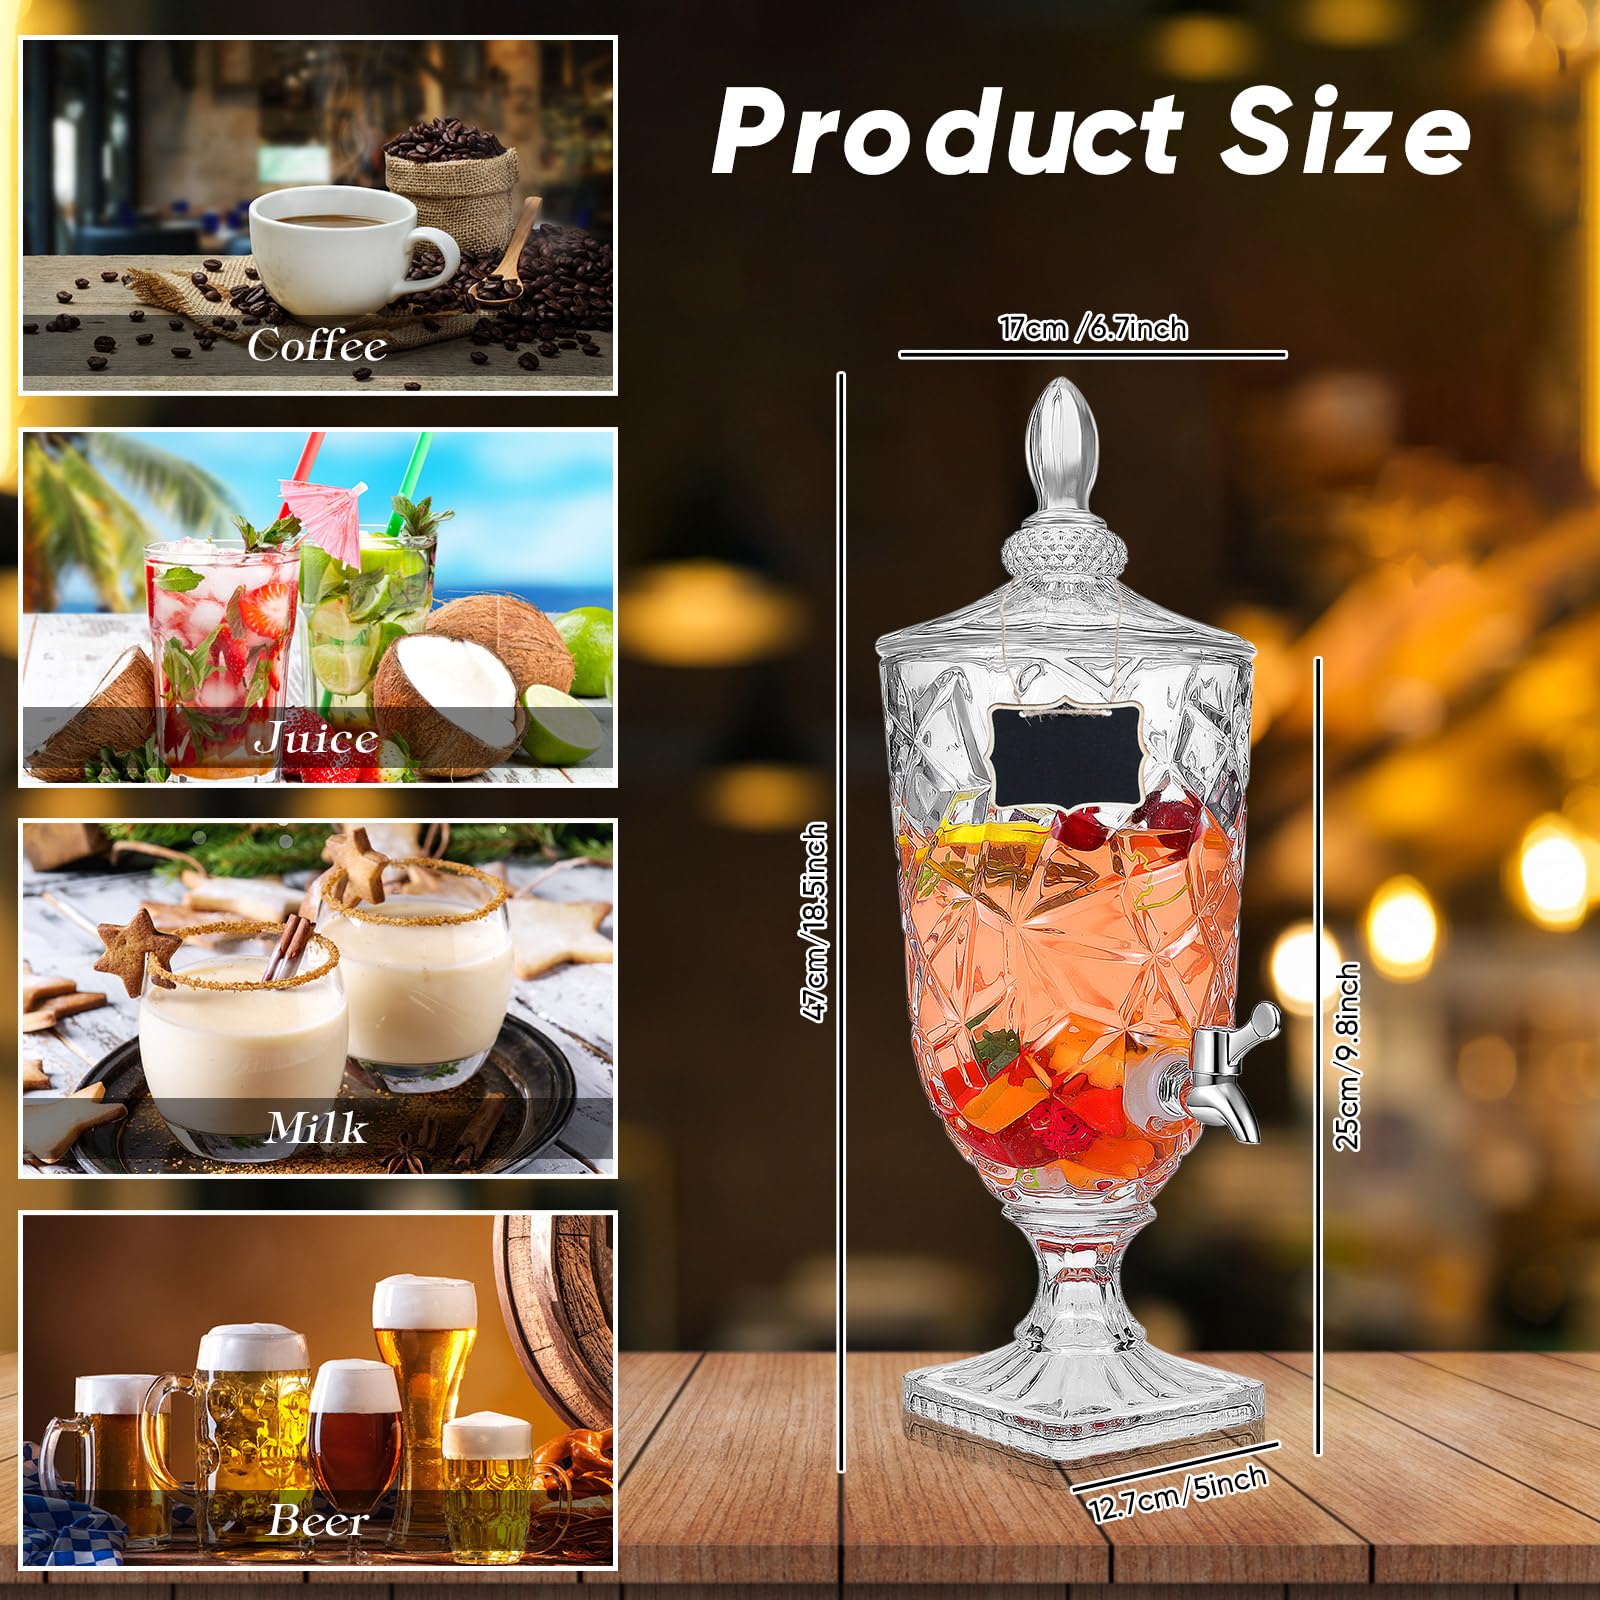 Product Size
Coffee
Juice
Milk
Beer
17cm /6.7inch
47cm/18.5inch
25cm/9.8inch
12.7cm/5inch